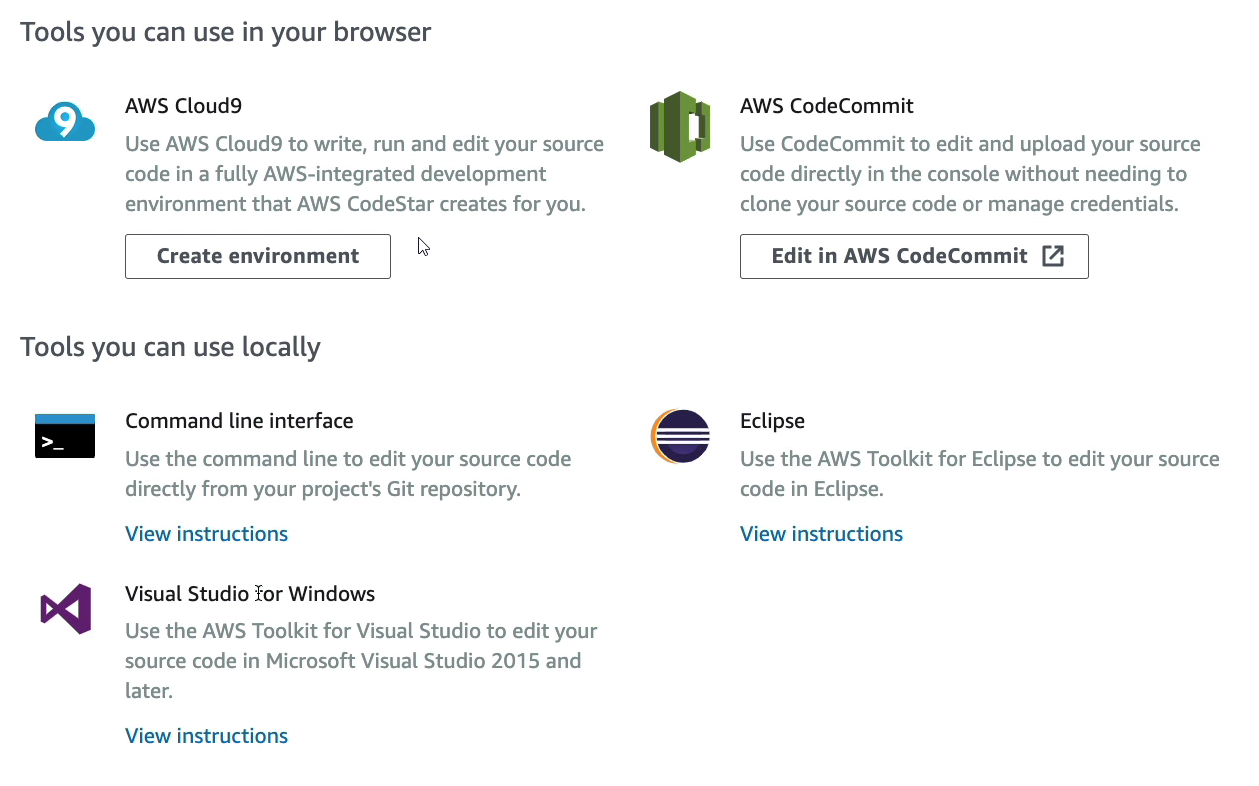 Tools you can use in your browser
9
AWS Cloud9
Use AWS Cloud9 to write, run and edit your source
code in a fully AWS-integrated development
environment that AWS CodeStar creates for you.
Create environment
AWS CodeCommit
Use CodeCommit to edit and upload your source
code directly in the console without needing to
clone your source code or manage credentials.
Edit in AWS CodeCommit
Tools you can use locally
>_
Command line interface
Use the command line to edit your source code
directly from your project's Git repository.
View instructions
Eclipse
Use the AWS Toolkit for Eclipse to edit your source
code in Eclipse.
View instructions
Visual Studio for Windows
Use the AWS Toolkit for Visual Studio to edit your
source code in Microsoft Visual Studio 2015 and
later.
View instructions